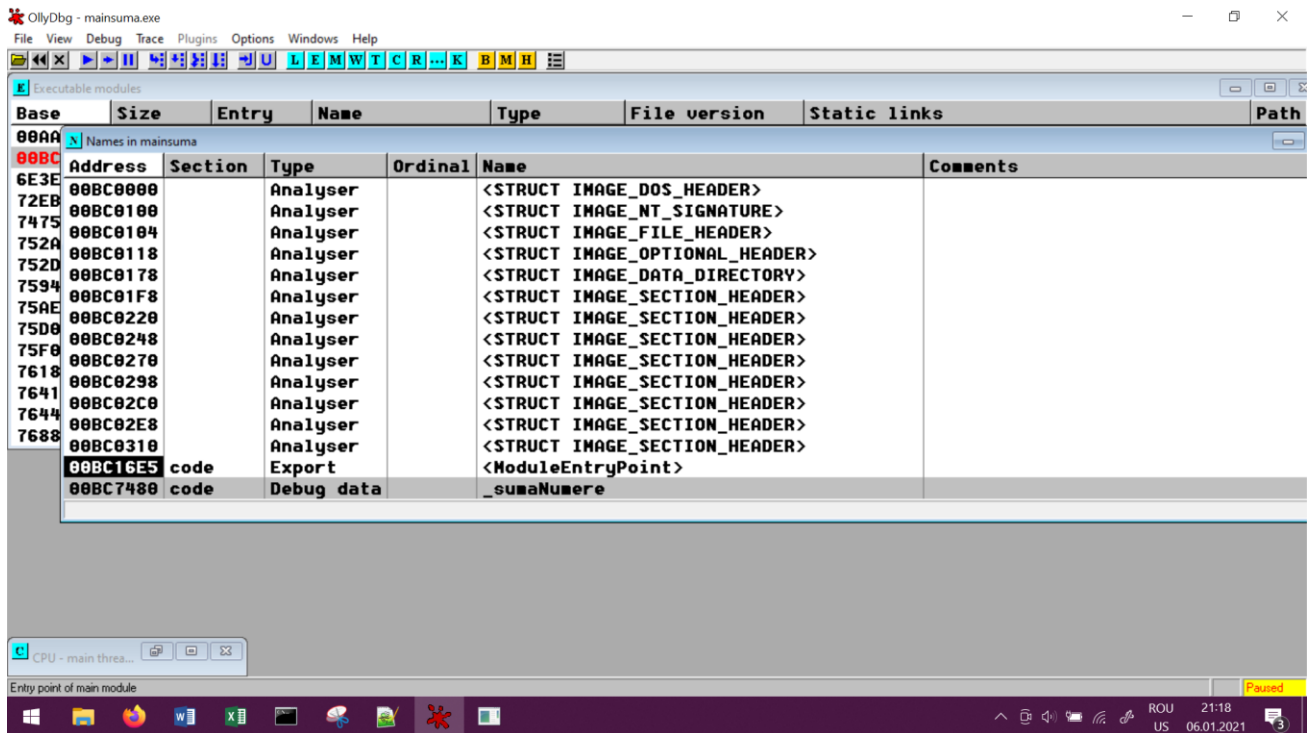 OllyDbg - mainsuma.exe
File View Debug Trace Plugins Options Windows Help
L E M W T C R ... K B M H
E Executable modules
Base Size Entry Name Type File version Static links Path
00AA
00BC
6E3E
72EB
7475
752A
752D
7594
75AE
75D0
75F0
7618
7641
7644
7688
N Names in mainsuma
Address Section Type Ordinal Name Comments
00BC0000 Analyser <STRUCT IMAGE_DOS_HEADER>
00BC0100 Analyser <STRUCT IMAGE_NT_SIGNATURE>
00BC0104 Analyser <STRUCT IMAGE_FILE_HEADER>
00BC0118 Analyser <STRUCT IMAGE_OPTIONAL_HEADER>
00BC0178 Analyser <STRUCT IMAGE_DATA_DIRECTORY>
00BC01F8 Analyser <STRUCT IMAGE_SECTION_HEADER>
00BC0220 Analyser <STRUCT IMAGE_SECTION_HEADER>
00BC0248 Analyser <STRUCT IMAGE_SECTION_HEADER>
00BC0270 Analyser <STRUCT IMAGE_SECTION_HEADER>
00BC0298 Analyser <STRUCT IMAGE_SECTION_HEADER>
00BC02C0 Analyser <STRUCT IMAGE_SECTION_HEADER>
00BC02E8 Analyser <STRUCT IMAGE_SECTION_HEADER>
00BC0310 Analyser <STRUCT IMAGE_SECTION_HEADER>
00BC16E5 code Export <ModuleEntryPoint>
00BC7480 code Debug data _sumaNumere
C CPU - main threa...
Entry point of main module Paused
ROU 21:18
US 06.01.2021 3